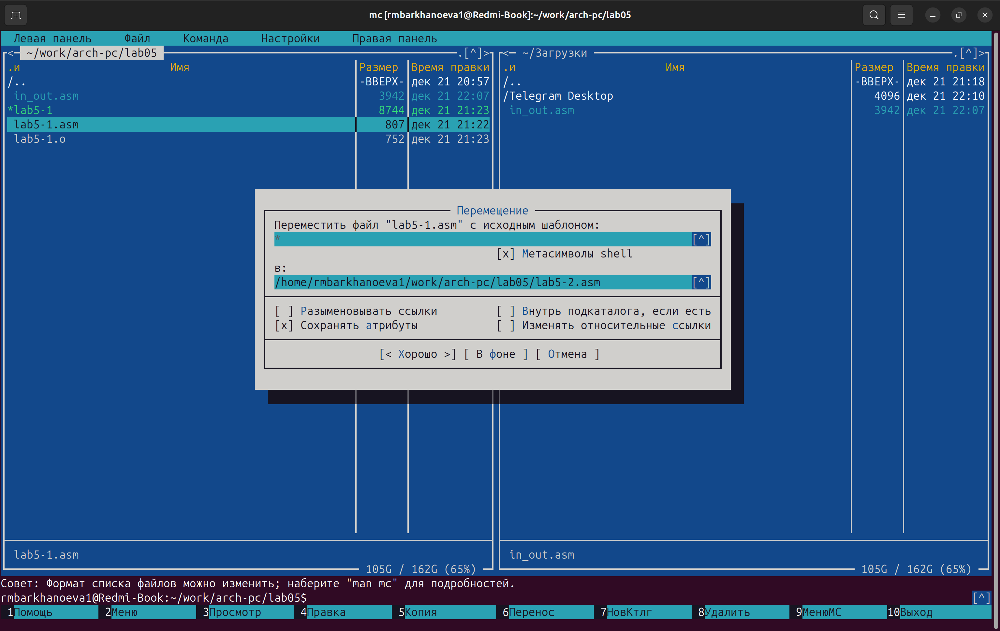 mc [rmbarkhanoeva1@Redmi-Book]:~/work/arch-pc/lab05
Левая панель Файл Команда Настройки Правая панель
<─ ~/work/arch-pc/lab05 ─.[^]> <─ ~/Загрузки ─.[^]>
.и Имя Размер Время правки .и Имя Размер Время правки
/.. -ВВЕРХ- дек 21 20:57 /.. -ВВЕРХ- дек 21 21:18
in_out.asm 3942 дек 21 22:07 /Telegram Desktop 4096 дек 21 22:10
*lab5-1 8744 дек 21 21:23 in_out.asm 3942 дек 21 22:07
lab5-1.asm 807 дек 21 21:22
lab5-1.o 752 дек 21 21:23
Перемещение
Переместить файл "lab5-1.asm" с исходным шаблоном:
* [^]
[x] Метасимволы shell
в:
/home/rmbarkhanoeva1/work/arch-pc/lab05/lab5-2.asm [^]
[ ] Разыменовывать ссылки [ ] Внутрь подкаталога, если есть
[x] Сохранять атрибуты [ ] Изменять относительные ссылки
[< Хорошо >] [ В фоне ] [ Отмена ]
lab5-1.asm in_out.asm
105G / 162G (65%) 105G / 162G (65%)
Совет: Формат списка файлов можно изменить; наберите "man mc" для подробностей.
rmbarkhanoeva1@Redmi-Book:~/work/arch-pc/lab05$ [^]
1Помощь 2Меню 3Просмотр 4Правка 5Копия 6Перенос 7НовКтлг 8Удалить 9МенюМС 10Выход